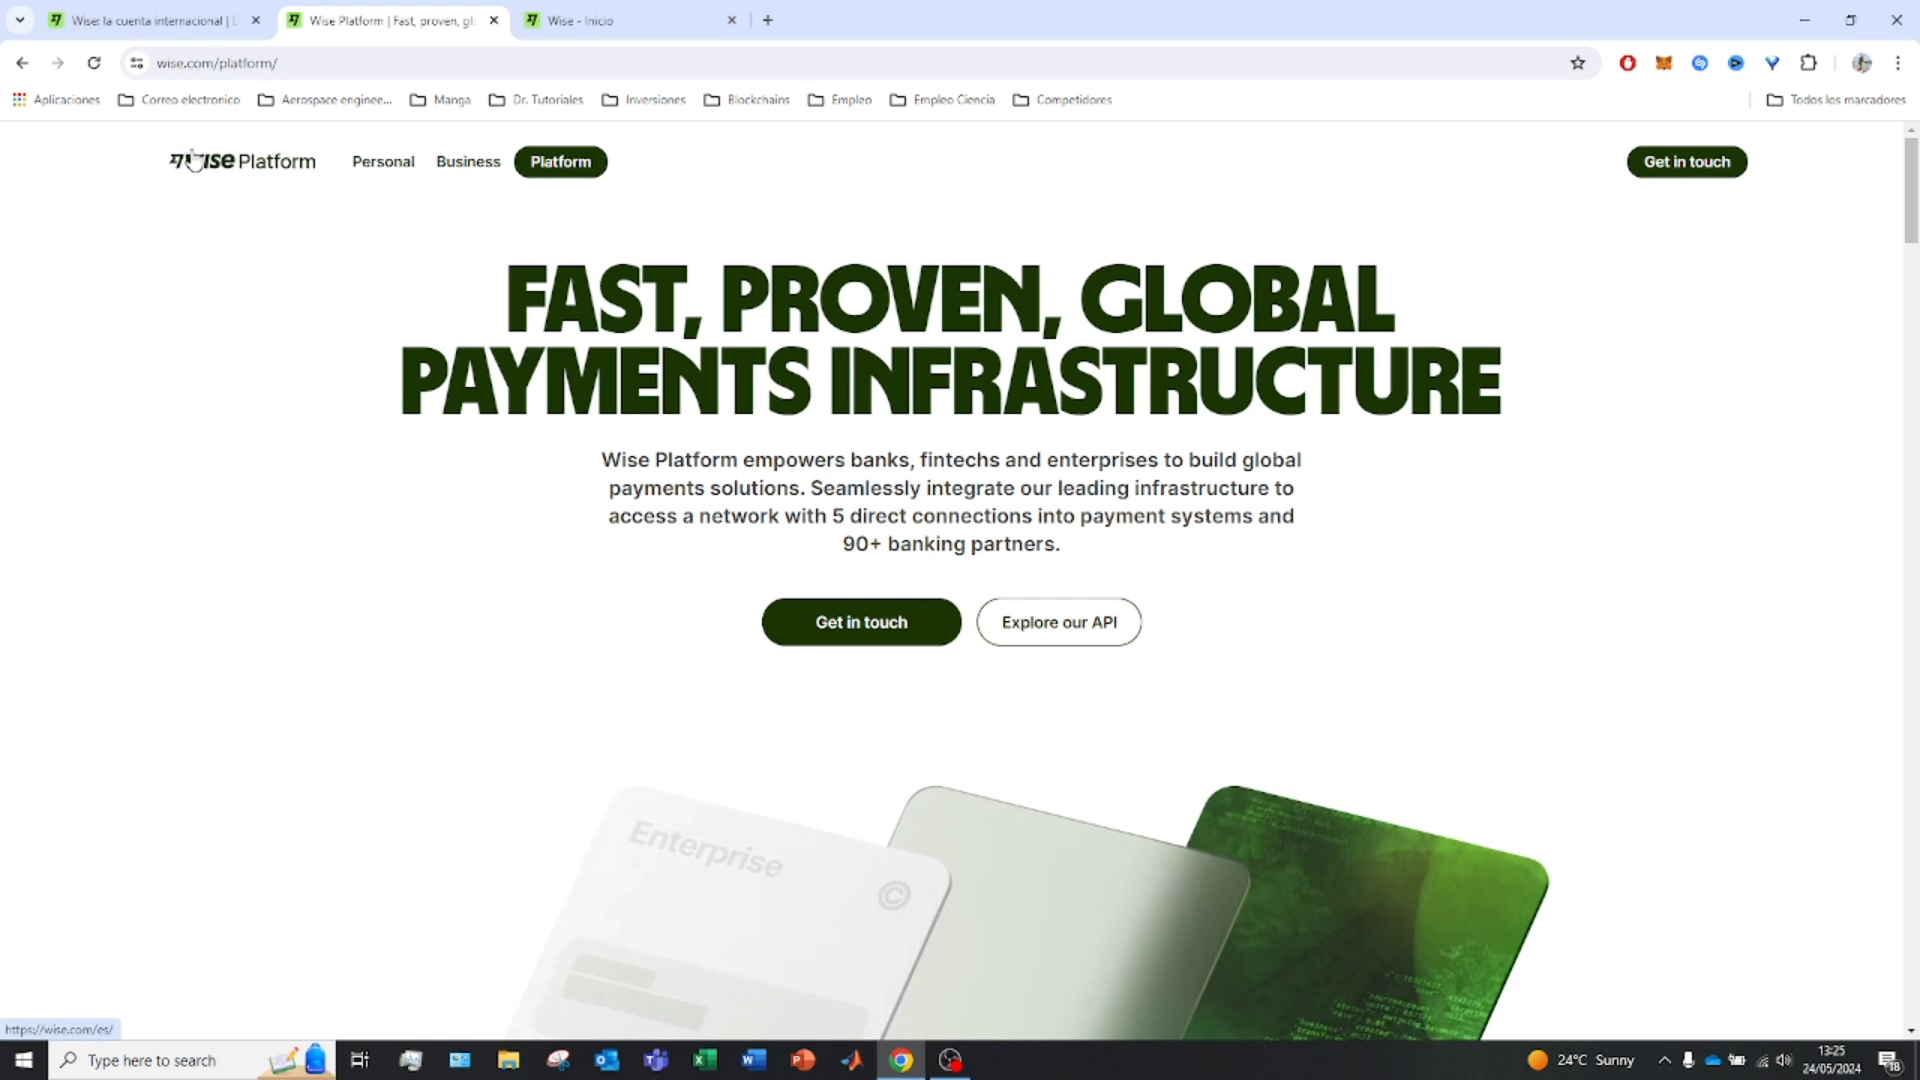 Wise: la cuenta internacional |
Wise Platform | Fast, proven, gl
Wise - Inicio
wise.com/platform/
Aplicaciones
Correo electronico
Aerospace enginee...
Manga
Dr. Tutoriales
Inversiones
Blockchains
Empleo
Empleo Ciencia
Competidores
Todos los marcadores
Wise Platform
Personal
Business
Platform
Get in touch
FAST, PROVEN, GLOBAL
PAYMENTS INFRASTRUCTURE
Wise Platform empowers banks, fintechs and enterprises to build global
payments solutions. Seamlessly integrate our leading infrastructure to
access a network with 5 direct connections into payment systems and
90+ banking partners.
Get in touch
Explore our API
Enterprise
©
https://wise.com/es/
Type here to search
24°C Sunny
13:25
24/05/2024
18